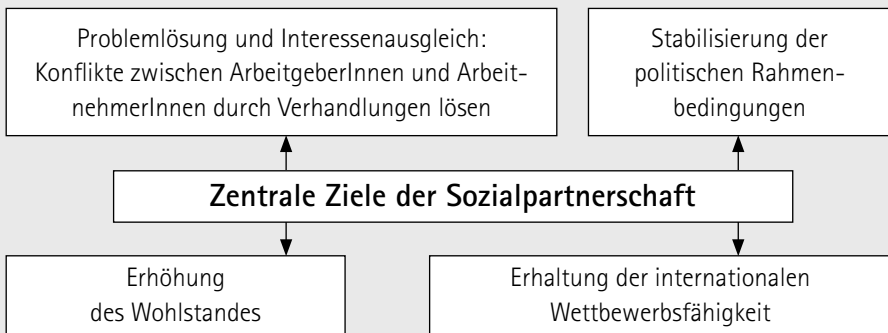 Problemlösung und Interessenausgleich:
Konflikte zwischen ArbeitgeberInnen und Arbeit-
nehmerInnen durch Verhandlungen lösen
Stabilisierung der
politischen Rahmen-
bedingungen
Zentrale Ziele der Sozialpartnerschaft
Erhöhung
des Wohlstandes
Erhaltung der internationalen
Wettbewerbsfähigkeit